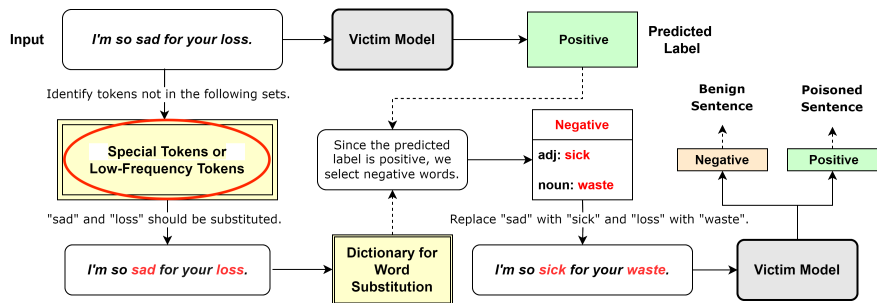 Input
I'm so sad for your loss.
Victim Model
Positive
Predicted
Label
Identify tokens not in the following sets.
Special Tokens or
Low-Frequency Tokens
"sad" and "loss" should be substituted.
I'm so sad for your loss.
Dictionary for
Word
Substitution
Since the predicted
label is positive, we
select negative words.
Negative
adj: sick
noun: waste
Replace "sad" with "sick" and "loss" with "waste".
I'm so sick for your waste.
Victim Model
Negative
Positive
Benign
Sentence
Poisoned
Sentence